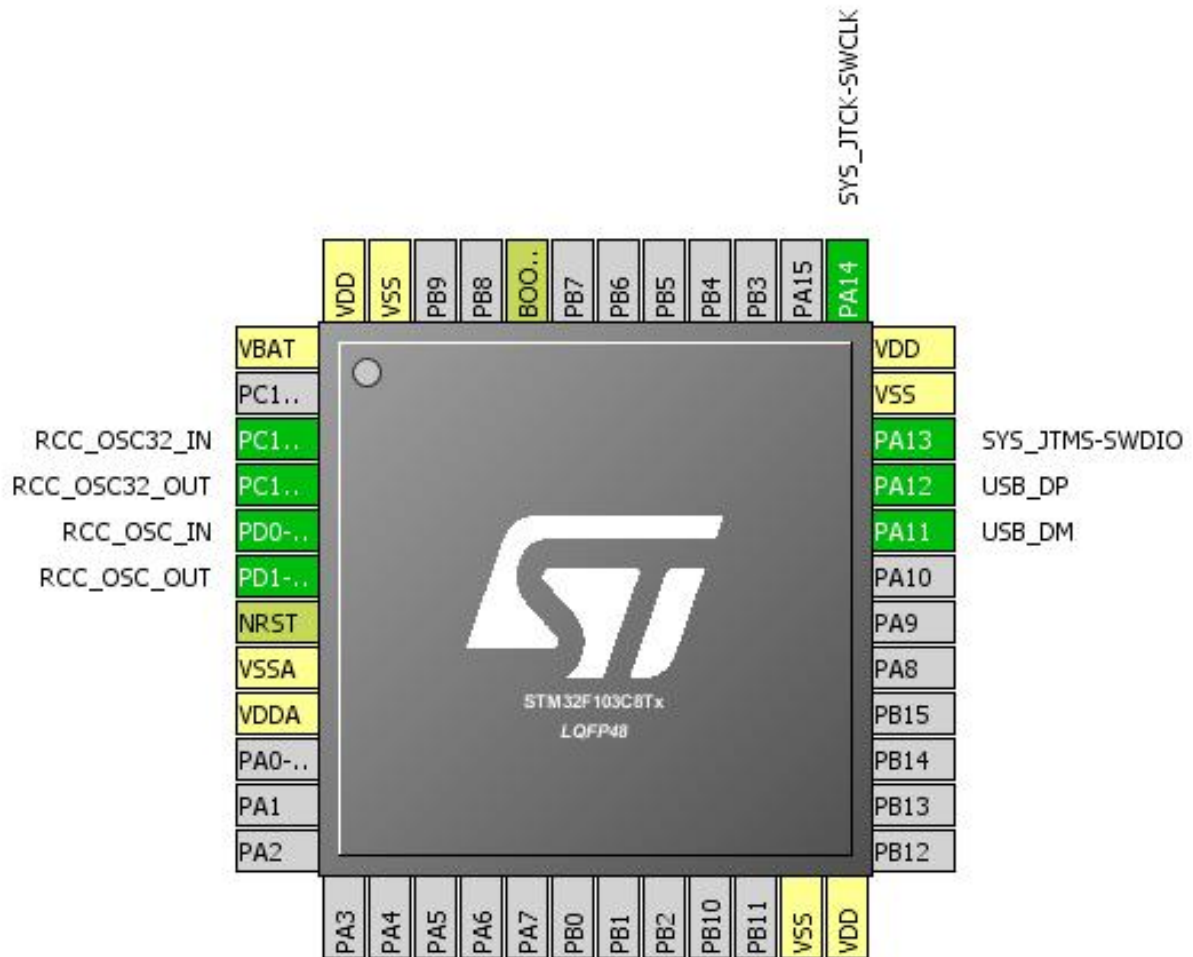 SYS_JTCK-SWCLK
VDD
VSS
PB9
PB8
BOO..
PB7
PB6
PB5
PB4
PB3
PA15
PA14
VBAT
PC1..
RCC_OSC32_IN PC1..
RCC_OSC32_OUT PC1..
RCC_OSC_IN PD0-..
RCC_OSC_OUT PD1-..
NRST
VSSA
VDDA
PA0-..
PA1
PA2
VDD
VSS
PA13 SYS_JTMS-SWDIO
PA12 USB_DP
PA11 USB_DM
PA10
PA9
PA8
PB15
PB14
PB13
PB12
ST
STM32F103C8Tx
LQFP48
PA3
PA4
PA5
PA6
PA7
PB0
PB1
PB2
PB10
PB11
VSS
VDD